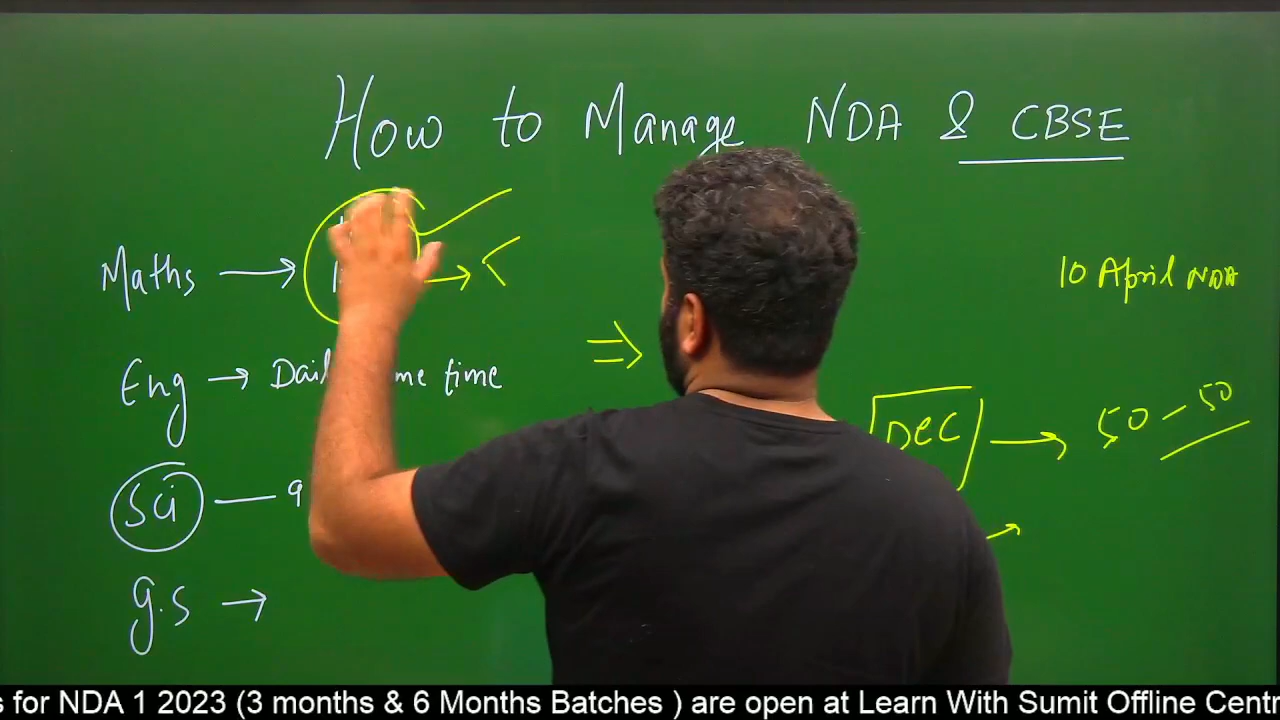 How to Manage NDA & CBSE
Maths →
10 April NDA
Eng → Dail me time
⇒
DEC → 50 - 50
Sci — 9
G.S →
s for NDA 1 2023 (3 months & 6 Months Batches ) are open at Learn With Sumit Offline Centr